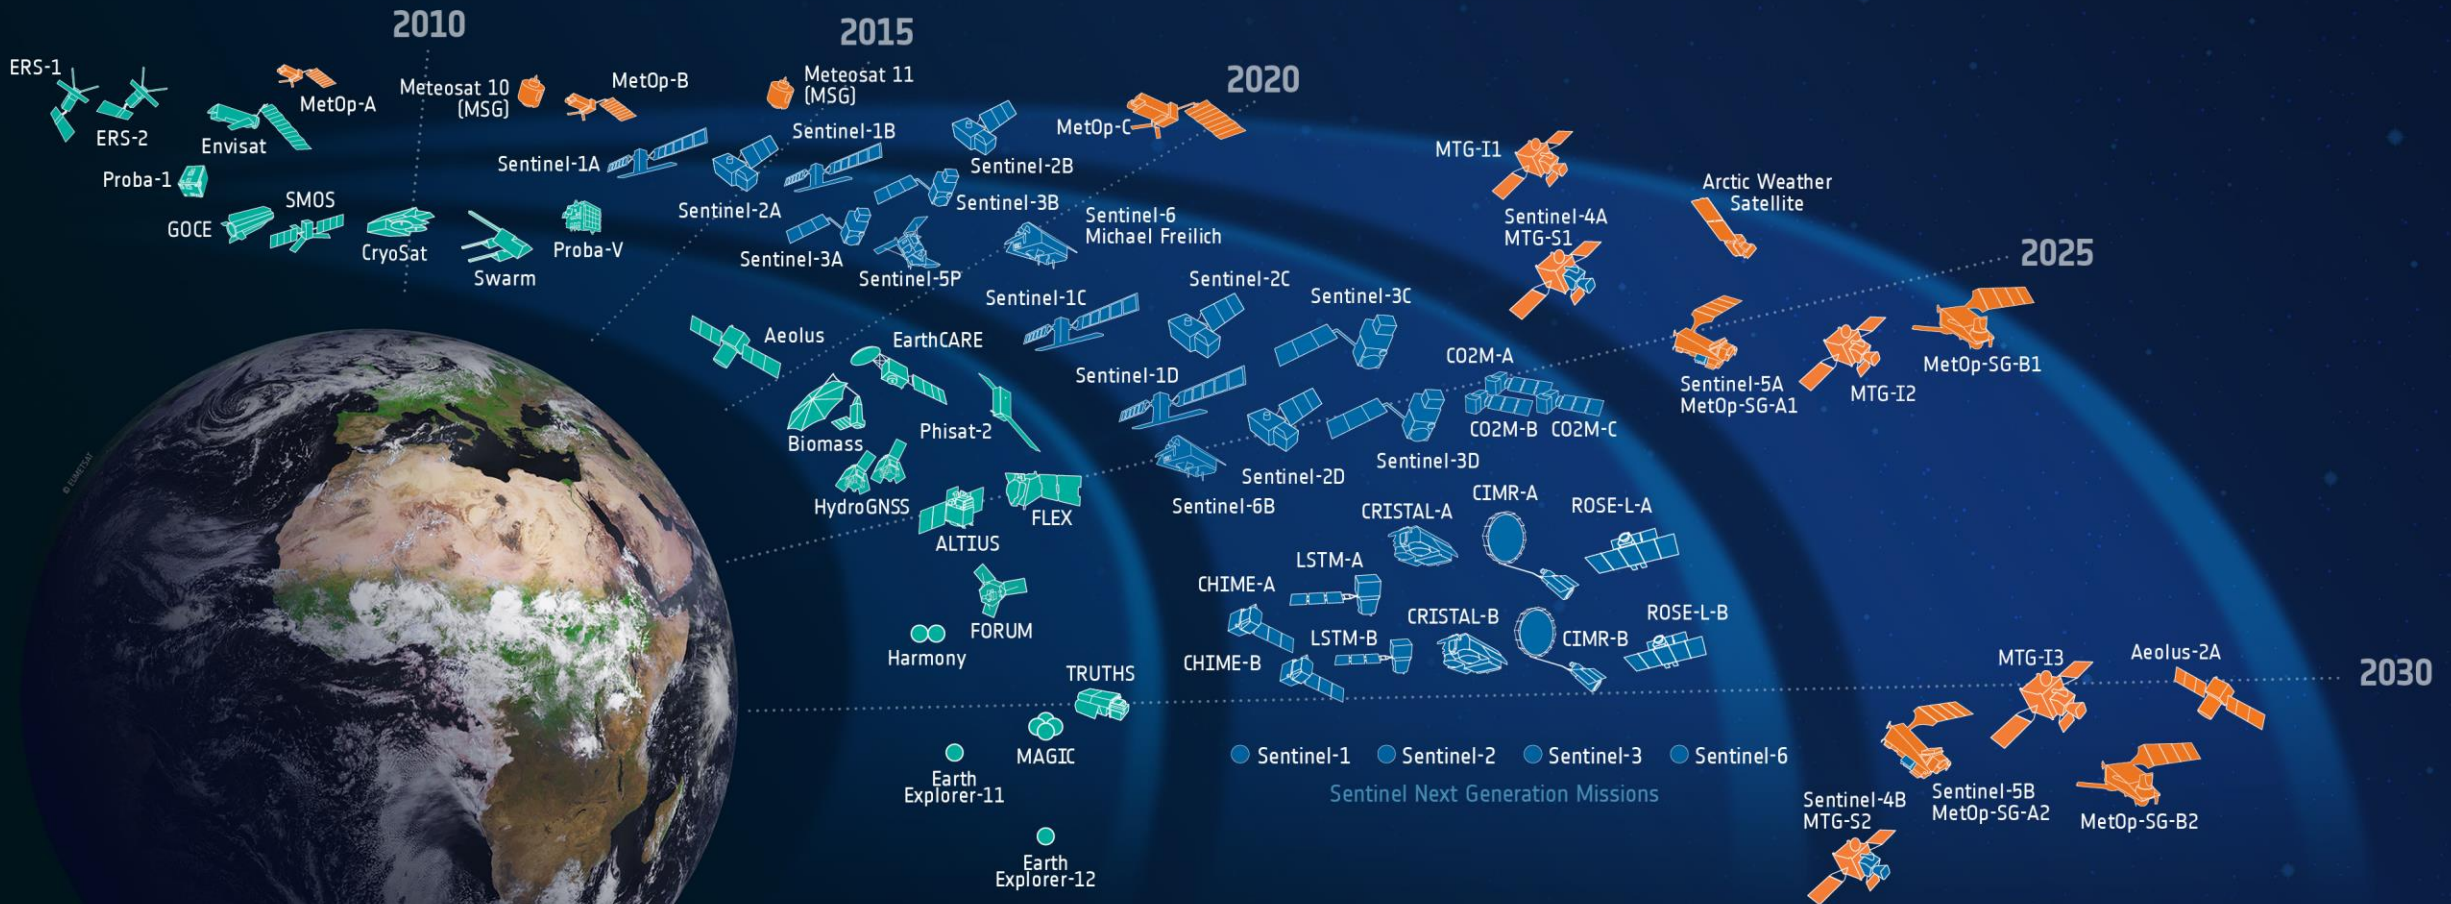 2010
2015
2020
2025
2030
ERS-1
ERS-2
MetOp-A
Envisat
Proba-1
GOCE
SMOS
Meteosat 10
(MSG)
MetOp-B
CryoSat
Swarm
Proba-V
Meteosat 11
(MSG)
Sentinel-1A
Sentinel-1B
Sentinel-2A
Sentinel-2B
Sentinel-3A
Sentinel-3B
Sentinel-5P
MetOp-C
Sentinel-6
Michael Freilich
MTG-I1
Sentinel-4A
MTG-S1
Arctic Weather
Satellite
Aeolus
EarthCARE
Biomass
Phisat-2
HydroGNSS
ALTIUS
FLEX
Sentinel-1C
Sentinel-2C
Sentinel-3C
Sentinel-1D
Sentinel-2D
Sentinel-3D
Sentinel-6B
CO2M-A
CO2M-B
CO2M-C
Sentinel-5A
MetOp-SG-A1
MTG-I2
MetOp-SG-B1
FORUM
Harmony
TRUTHS
MAGIC
Earth
Explorer-11
Earth
Explorer-12
CRISTAL-A
CIMR-A
ROSE-L-A
CHIME-A
LSTM-A
CHIME-B
LSTM-B
CRISTAL-B
CIMR-B
ROSE-L-B
Sentinel-1
Sentinel-2
Sentinel-3
Sentinel-6
Sentinel Next Generation Missions
MTG-I3
Aeolus-2A
Sentinel-4B
MTG-S2
Sentinel-5B
MetOp-SG-A2
MetOp-SG-B2
© EUMETSAT